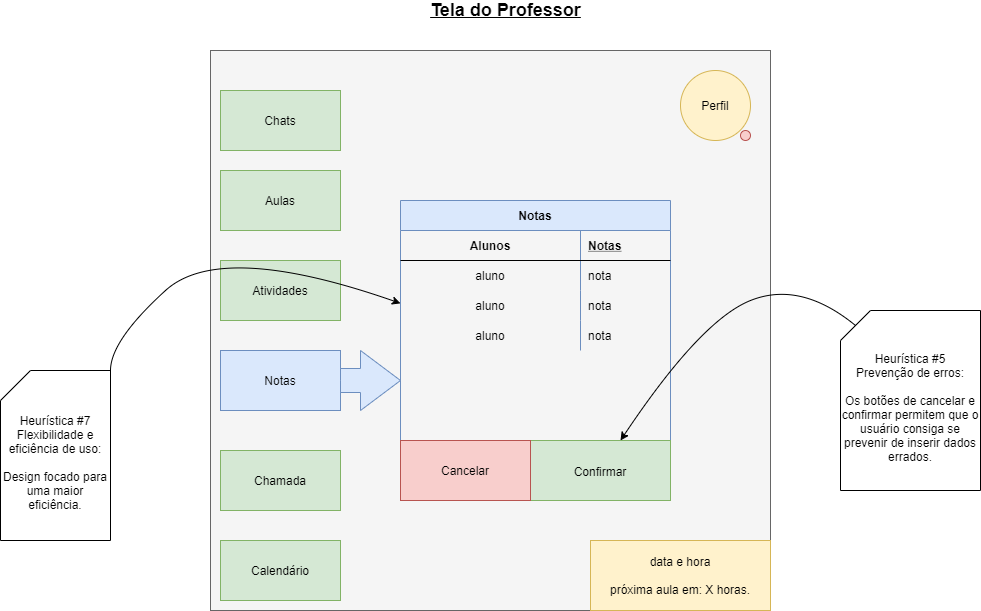 Tela do Professor
Perfil
Chats
Aulas
Atividades
Notas
Chamada
Calendário
Notas
Alunos Notas
aluno nota
aluno nota
aluno nota
Cancelar Confirmar
data e hora
próxima aula em: X horas.
Heurística #7
Flexibilidade e
eficiência de uso:
Design focado para
uma maior
eficiência.
Heurística #5
Prevenção de erros:
Os botões de cancelar e
confirmar permitem que o
usuário consiga se
prevenir de inserir dados
errados.